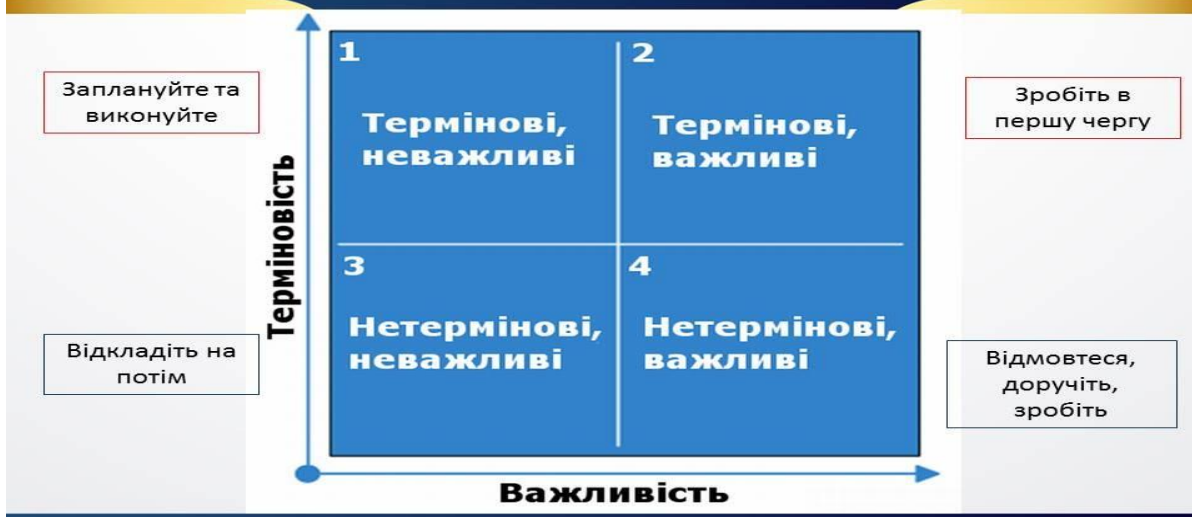 Заплануйте та
виконуйте
1
Термінові,
неважливі
2
Термінові,
важливі
Зробіть в
першу чергу
Терміновість
Відкладіть на
потім
3
Нетермінові,
неважливі
4
Нетермінові,
важливі
Відмовтеся,
доручіть,
зробіть
Важливість